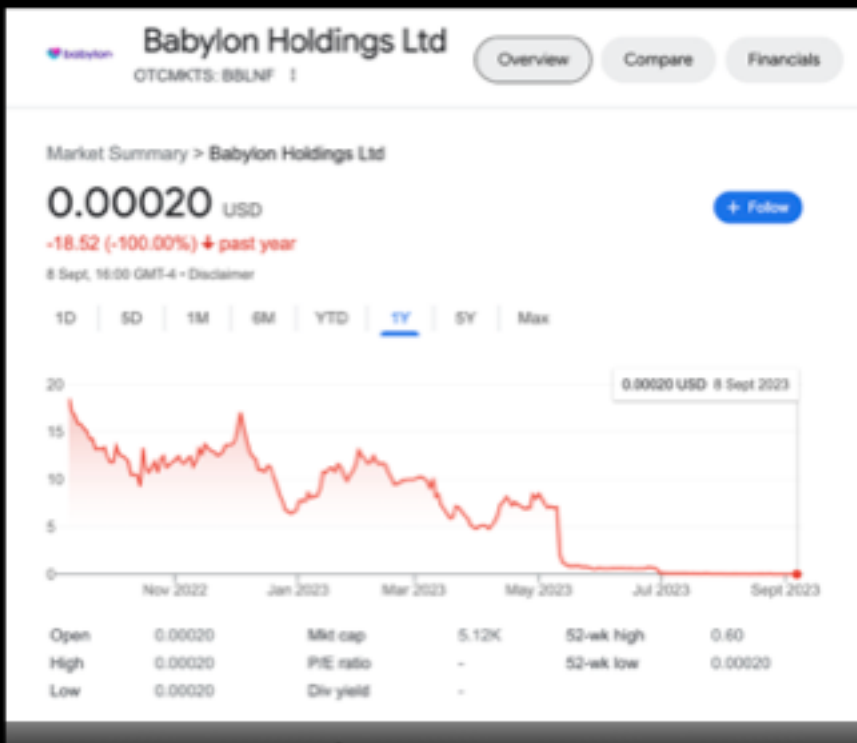 babylon
Babylon Holdings Ltd
OTCMKTS: BBLNF
Overview
Compare
Financials
Market Summary > Babylon Holdings Ltd
0.00020 USD
+ Follow
-18.52 (-100.00%) ↓ past year
8 Sept, 16:00 GMT-4 • Disclaimer
1D 5D 1M 6M YTD 1Y 5Y Max
0.00020 USD 8 Sept 2023
20
15
10
5
0
Nov 2022 Jan 2023 Mar 2023 May 2023 Jul 2023 Sept 2023
Open 0.00020 Mkt cap 5.12K 52-wk high 0.60
High 0.00020 P/E ratio - 52-wk low 0.00020
Low 0.00020 Div yield -